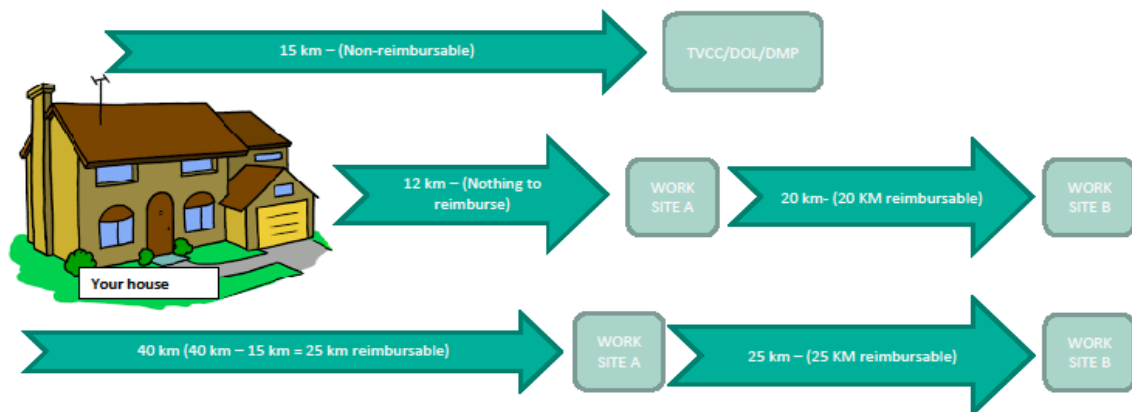 15 km – (Non-reimbursable)
TVCC/DOL/DMP
12 km – (Nothing to
reimburse)
WORK
SITE A
20 km- (20 KM reimbursable)
WORK
SITE B
Your house
40 km (40 km – 15 km = 25 km reimbursable)
WORK
SITE A
25 km – (25 KM reimbursable)
WORK
SITE B